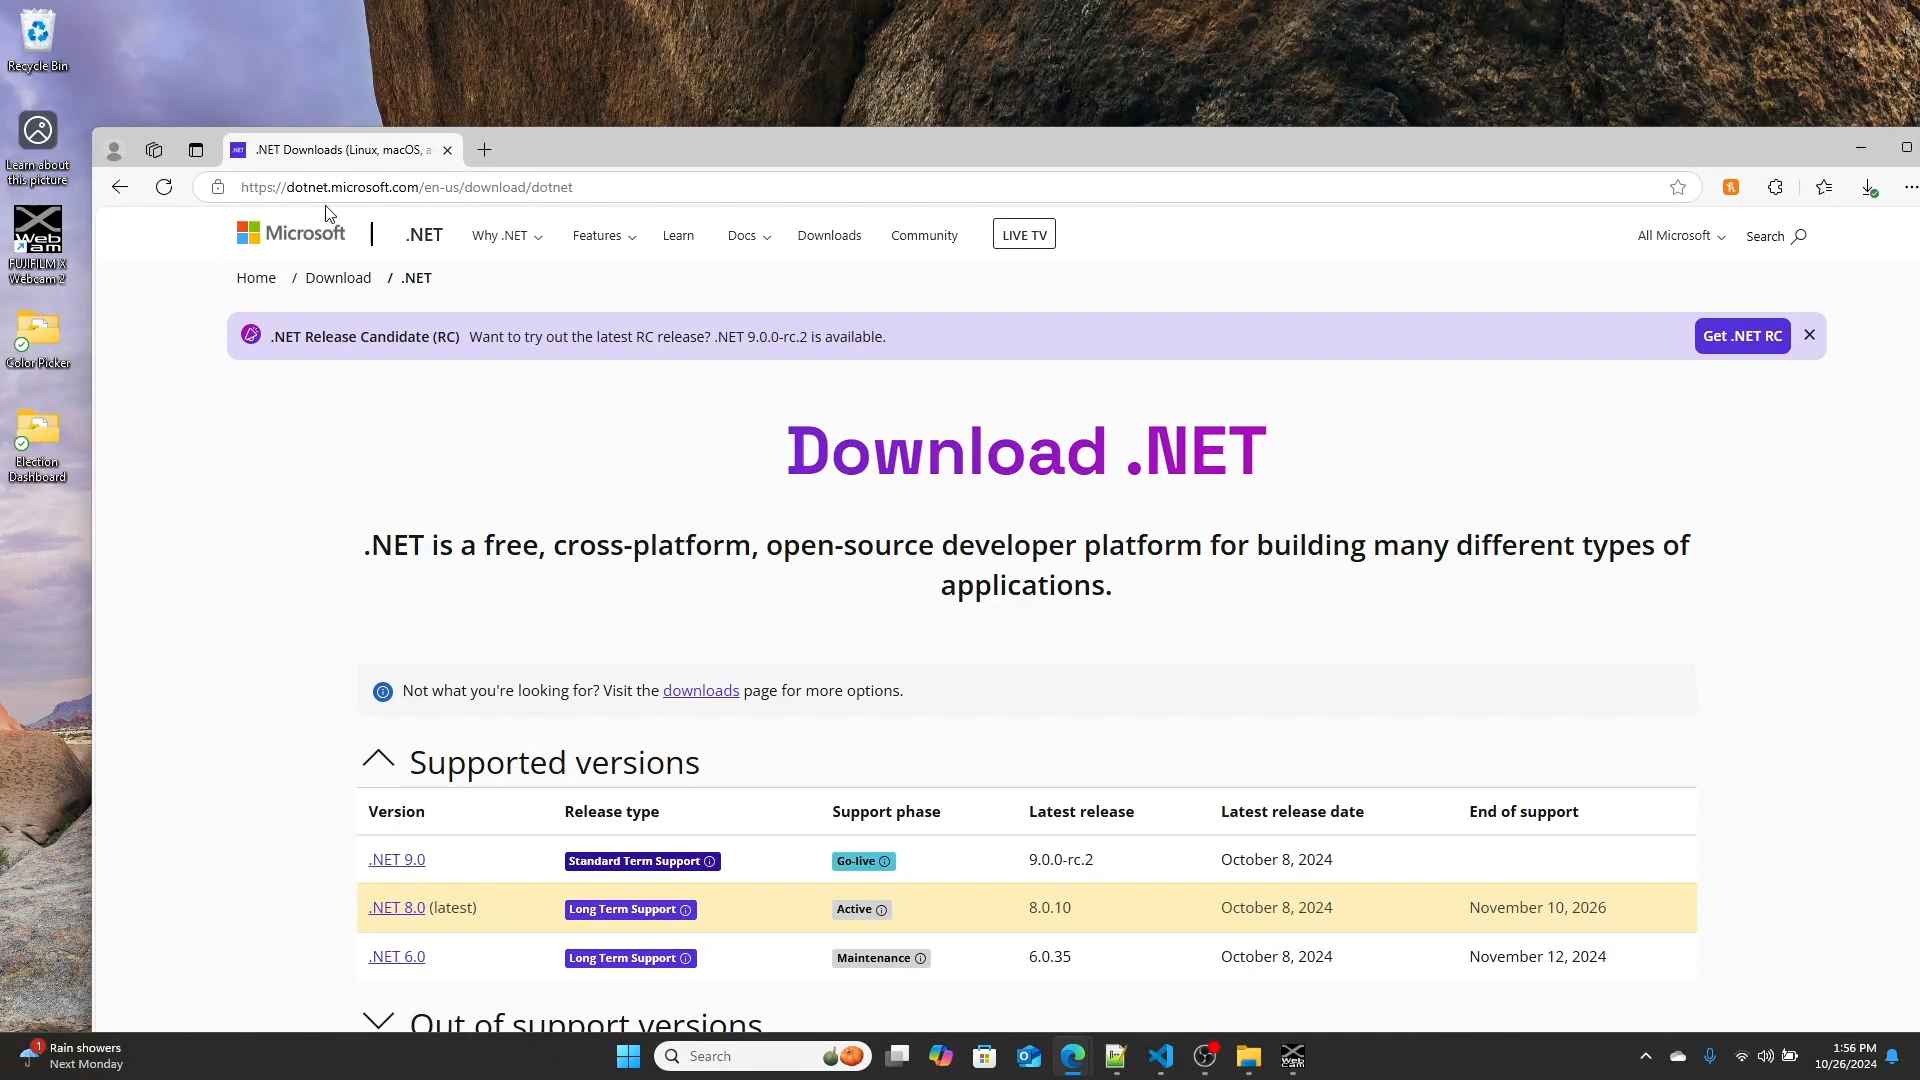 Recycle Bin
Learn about
this picture
Web
Cam
FUJIFILM X
Webcam 2
Color Picker
Election
Dashboard
.NET
.NET Downloads (Linux, macOS, a
https://dotnet.microsoft.com/en-us/download/dotnet
Microsoft
.NET
Why .NET
Features
Learn
Docs
Downloads
Community
LIVE TV
All Microsoft
Search
Home / Download / .NET
.NET Release Candidate (RC) Want to try out the latest RC release? .NET 9.0.0-rc.2 is available.
Get .NET RC
Download .NET
.NET is a free, cross-platform, open-source developer platform for building many different types of
applications.
Not what you're looking for? Visit the downloads page for more options.
Supported versions
Version Release type Support phase Latest release Latest release date End of support
.NET 9.0 Standard Term Support Go-live 9.0.0-rc.2 October 8, 2024
.NET 8.0 (latest) Long Term Support Active 8.0.10 October 8, 2024 November 10, 2026
.NET 6.0 Long Term Support Maintenance 6.0.35 October 8, 2024 November 12, 2024
Out of support versions
1
Rain showers
Next Monday
Search
Web
Cam
1:56 PM
10/26/2024